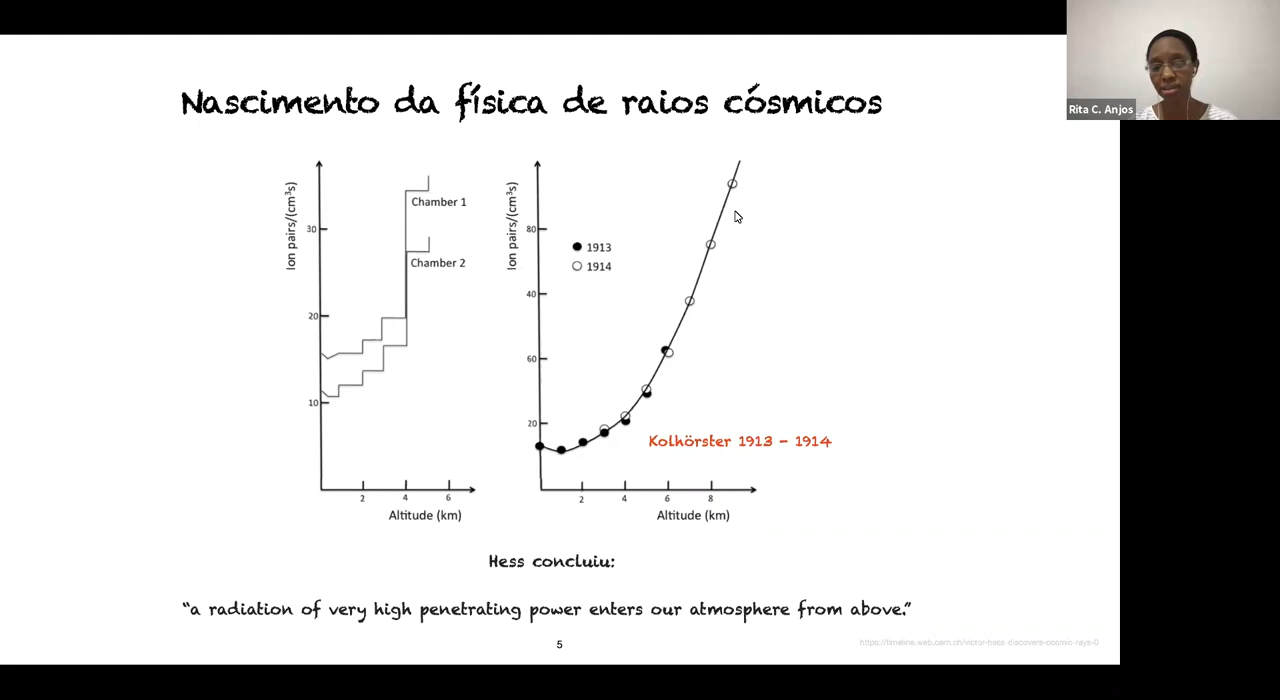 Nascimento da física de raios cósmicos
Rita C. Anjos
Ion pairs/(cm³s)
30
20
10
Chamber 1
Chamber 2
2
4
6
Altitude (km)
Ion pairs/(cm³s)
80
40
60
20
1913
1914
Kolhörster 1913 - 1914
2
4
6
8
Altitude (km)
Hess concluiu:
“a radiation of very high penetrating power enters our atmosphere from above.”
5
https://timeline.web.cern.ch/victor-hess-discovers-cosmic-rays-0